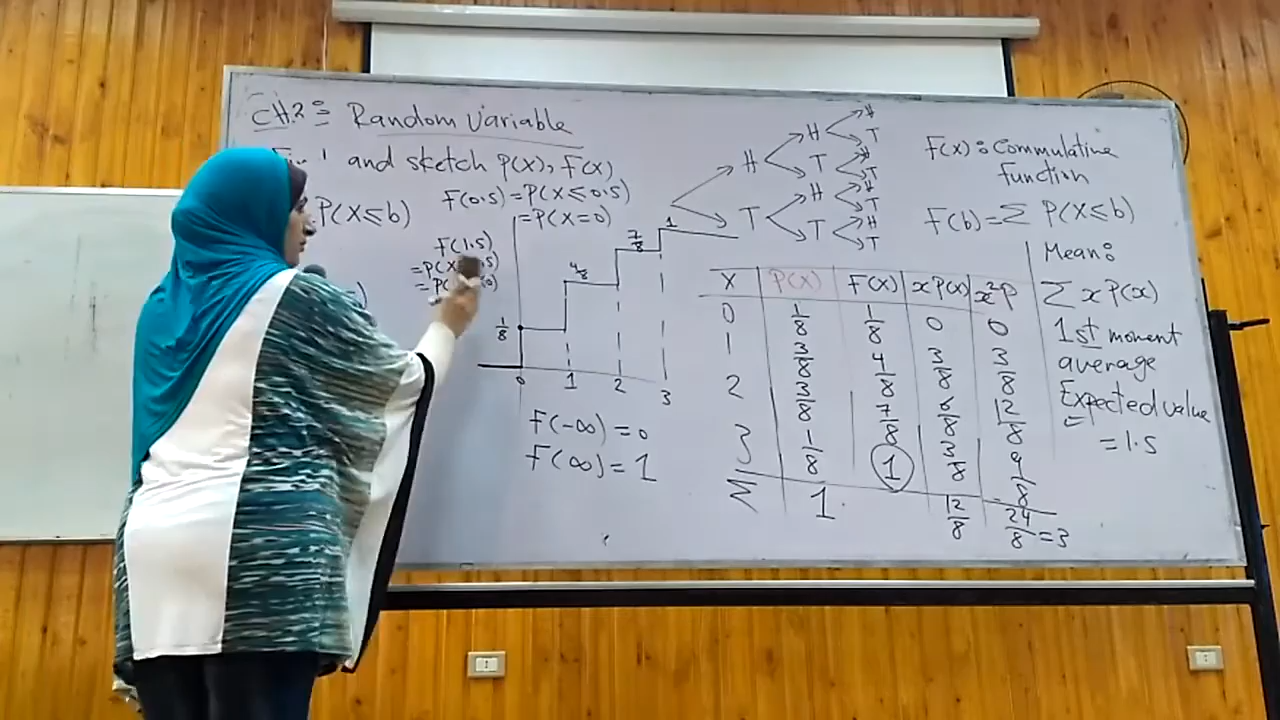 CH.2 :: Random Variable
and sketch P(X), F(X)
P(X≤b)
F(0.5) = P(X≤0.5)
= P(X=0)
F(1.5)
1/8
4/8
7/8
1
0 1 2 3
F(-∞) = 0
F(∞) = 1
H T
H T H T
H T H T H T H T
F(X) : Commulative
Function
F(b) = Σ P(X≤b)
X P(X) F(X) xP(X) x²P
0 1/8 1/8 0 0
1 3/8 4/8 3/8 3/8
2 3/8 7/8 6/8 12/8
3 1/8 1 3/8 9/8
Σ 1 12/8 24/8 = 3
Mean :
Σ x P(x)
1st moment
average
Expected value
= 1.5